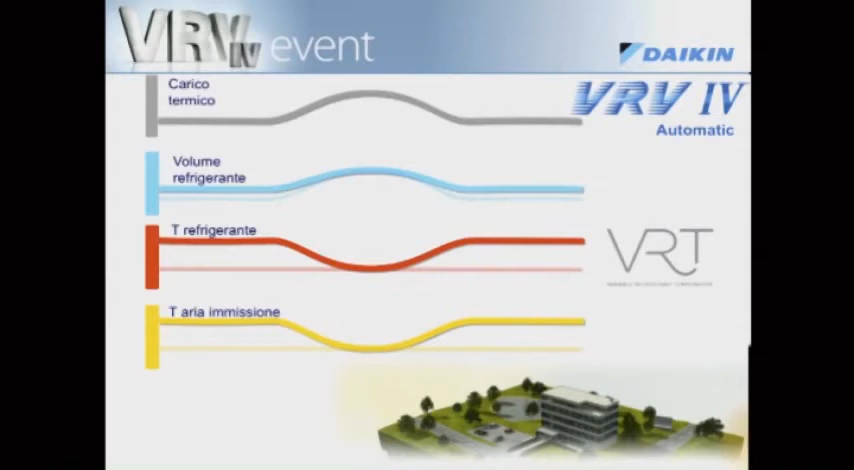 VRV IV event
DAIKIN
Carico
termico
VRV IV
Automatic
Volume
refrigerante
T refrigerante
VRT
T aria immissione